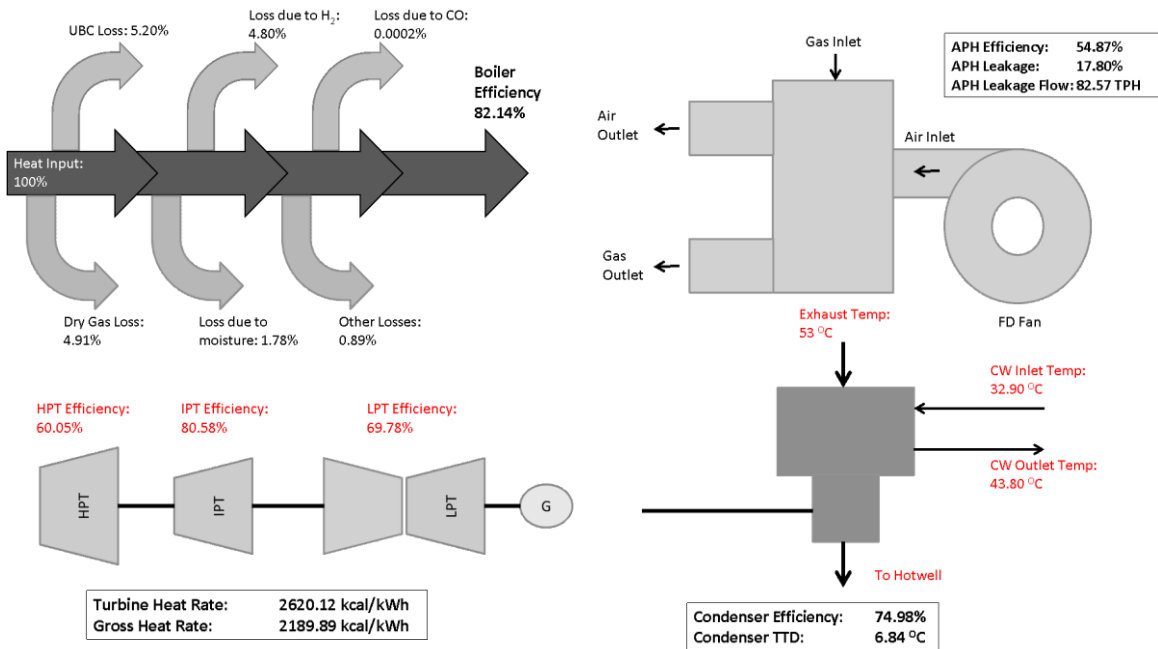 UBC Loss: 5.20%
Loss due to H₂:
4.80%
Loss due to CO:
0.0002%
Boiler
Efficiency
82.14%
Heat Input:
100%
Dry Gas Loss:
4.91%
Loss due to
moisture: 1.78%
Other Losses:
0.89%
Gas Inlet
APH Efficiency: 54.87%
APH Leakage: 17.80%
APH Leakage Flow: 82.57 TPH
Air
Outlet
Air Inlet
Gas
Outlet
FD Fan
HPT Efficiency:
60.05%
IPT Efficiency:
80.58%
LPT Efficiency:
69.78%
HPT
IPT
LPT
G
Turbine Heat Rate: 2620.12 kcal/kWh
Gross Heat Rate: 2189.89 kcal/kWh
Exhaust Temp:
53 ᴼC
CW Inlet Temp:
32.90 ᴼC
CW Outlet Temp:
43.80 ᴼC
To Hotwell
Condenser Efficiency: 74.98%
Condenser TTD: 6.84 ᴼC